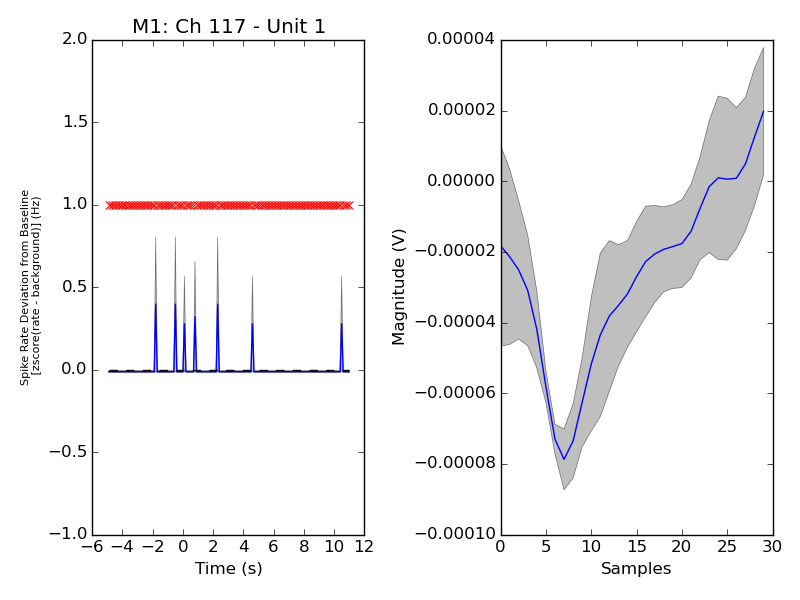 M1: Ch 117 - Unit 1
2.0
1.5
1.0
0.5
0.0
−0.5
−1.0
−6 −4 −2 0 2 4 6 8 10 12
Time (s)
Spike Rate Deviation from Baseline
[zscore(rate - background)] (Hz)
0.00004
0.00002
0.00000
−0.00002
−0.00004
−0.00006
−0.00008
−0.00010
0 5 10 15 20 25 30
Samples
Magnitude (V)